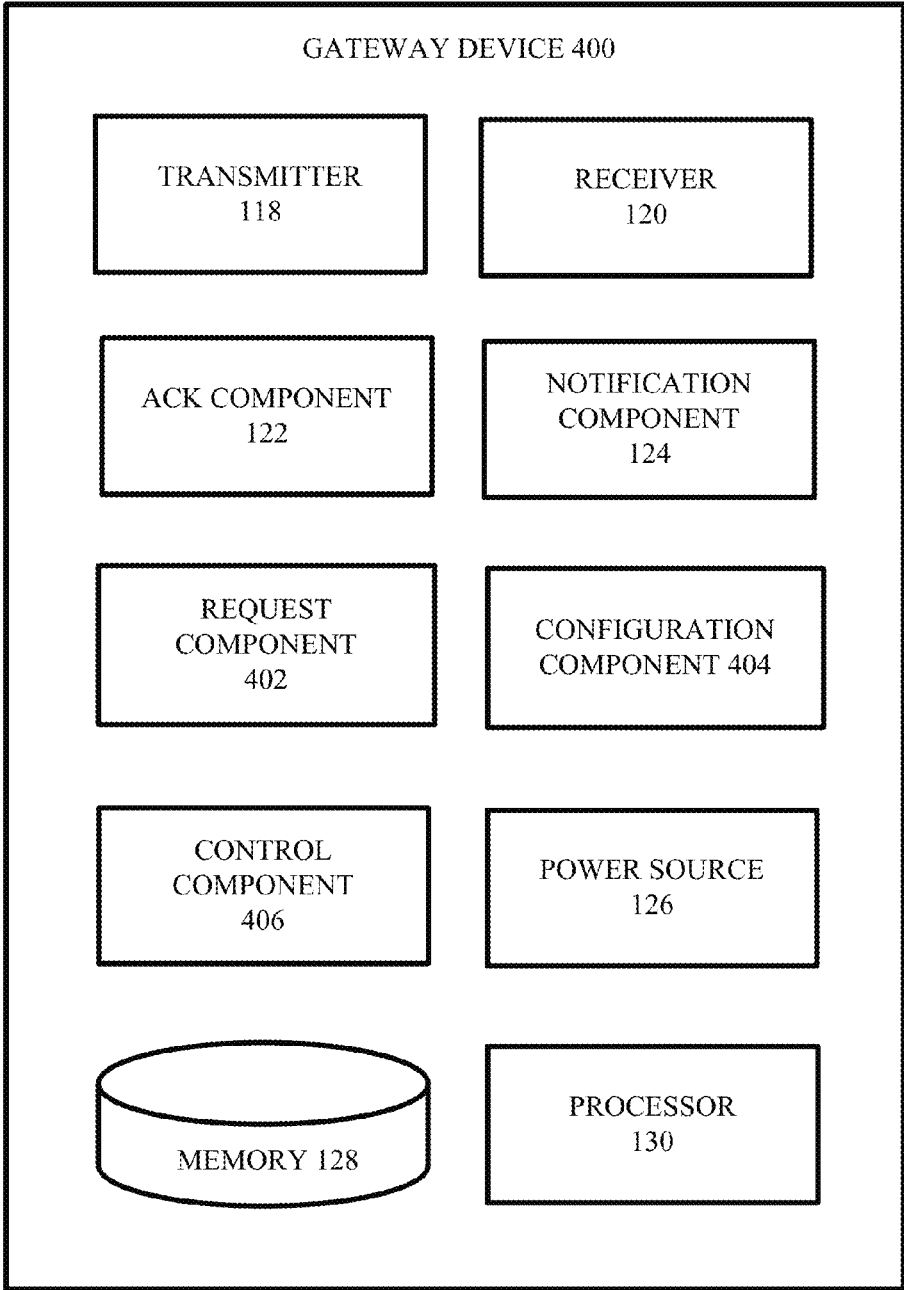 GATEWAY DEVICE 400
TRANSMITTER
118
RECEIVER
120
ACK COMPONENT
122
NOTIFICATION
COMPONENT
124
REQUEST
COMPONENT
402
CONFIGURATION
COMPONENT 404
CONTROL
COMPONENT
406
POWER SOURCE
126
MEMORY 128
PROCESSOR
130